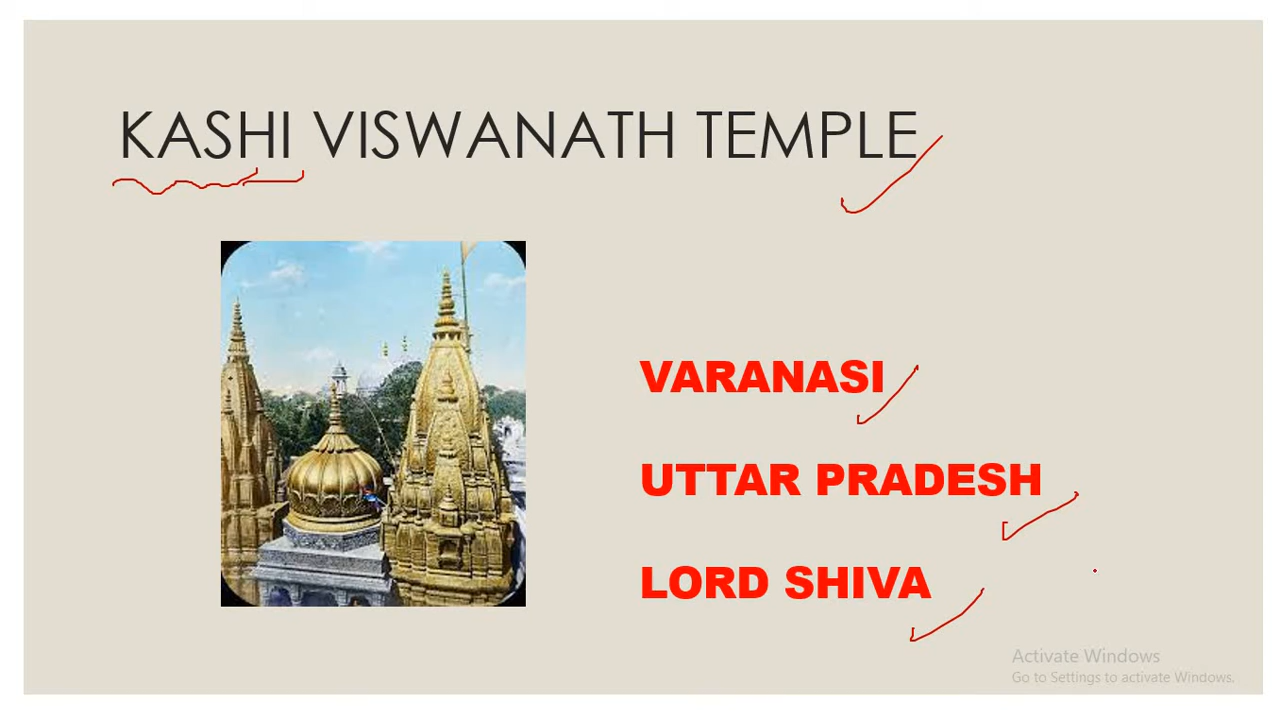 KASHI VISWANATH TEMPLE
VARANASI
UTTAR PRADESH
LORD SHIVA
Activate Windows
Go to Settings to activate Windows.